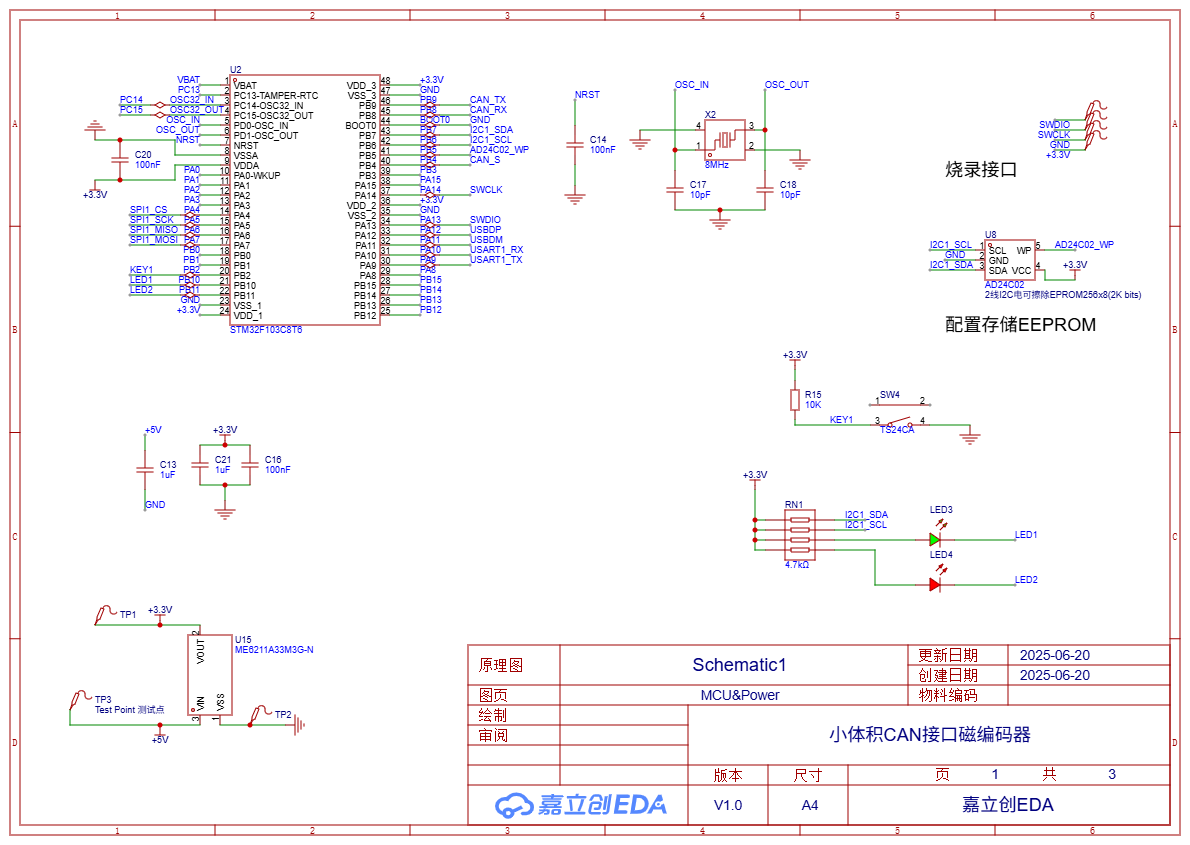 1 2 3 4 5 6
A
B
C
D
U2
STM32F103C8T6
VBAT 1 VBAT
PC13 2 PC13-TAMPER-RTC
PC14 OSC32_IN 3 PC14-OSC32_IN
PC15 OSC32_OUT 4 PC15-OSC32_OUT
OSC_IN 5 PD0-OSC_IN
OSC_OUT 6 PD1-OSC_OUT
NRST 7 NRST
8 VSSA
9 VDDA
PA0 10 PA0-WKUP
PA1 11 PA1
PA2 12 PA2
PA3 13 PA3
SPI1_CS PA4 14 PA4
SPI1_SCK PA5 15 PA5
SPI1_MISO PA6 16 PA6
SPI1_MOSI PA7 17 PA7
PB0 18 PB0
PB1 19 PB1
KEY1 PB2 20 PB2
LED1 PB10 21 PB10
LED2 PB11 22 PB11
GND 23 VSS_1
+3.3V 24 VDD_1
VDD_3 48 +3.3V
VSS_3 47 GND
PB9 46 PB9 CAN_TX
PB8 45 PB8 CAN_RX
BOOT0 44 BOOT0 GND
PB7 43 PB7 I2C1_SDA
PB6 42 PB6 I2C1_SCL
PB5 41 PB5 AD24C02_WP
PB4 40 PB4 CAN_S
PB3 39 PB3
PA15 38 PA15
PA14 37 PA14 SWCLK
VDD_2 36 +3.3V
VSS_2 35 GND
PA13 34 PA13 SWDIO
PA12 33 PA12 USBDP
PA11 32 PA11 USBDM
PA10 31 PA10 USART1_RX
PA9 30 PA9 USART1_TX
PA8 29 PA8
PB15 28 PB15
PB14 27 PB14
PB13 26 PB13
PB12 25 PB12
C20
100nF
+3.3V
NRST
C14
100nF
OSC_IN
OSC_OUT
X2
4 3
1 2
8MHz
C17
10pF
C18
10pF
SWDIO
SWCLK
GND
+3.3V
烧录接口
U8
I2C1_SCL 1 SCL WP 5 AD24C02_WP
GND 2 GND
I2C1_SDA 3 SDA VCC 4 +3.3V
AD24C02
2线I2C电可擦除EPROM256x8(2K bits)
配置存储EEPROM
+3.3V
R15
10K
KEY1
SW4
1 2
3 4
TS24CA
+5V
C13
1uF
GND
+3.3V
C21
1uF
C16
100nF
+3.3V
RN1
4.7kΩ
I2C1_SDA
I2C1_SCL
LED3
LED1
LED4
LED2
TP1
+3.3V
U15
ME6211A33M3G-N
2 VOUT
3 VIN
1 VSS
TP3
Test Point 测试点
+5V
TP2
原理图 Schematic1 更新日期 2025-06-20
创建日期 2025-06-20
图页 MCU&Power 物料编码
绘制
审阅
小体积CAN接口磁编码器
版本 尺寸 页 1 共 3
嘉立创EDA V1.0 A4 嘉立创EDA
1 2 3 4 5 6
A
B
C
D